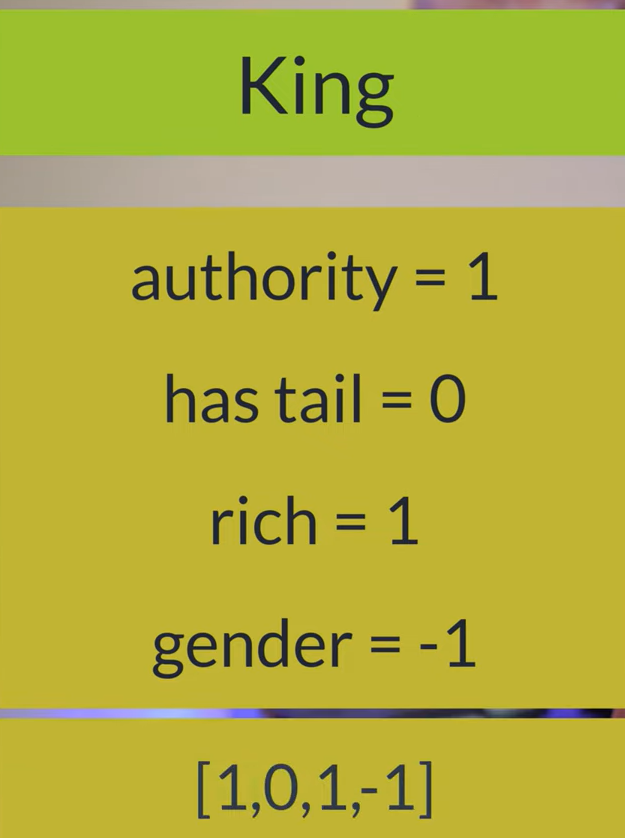 King
authority = 1
has tail = 0
rich = 1
gender = -1
[1,0,1,-1]